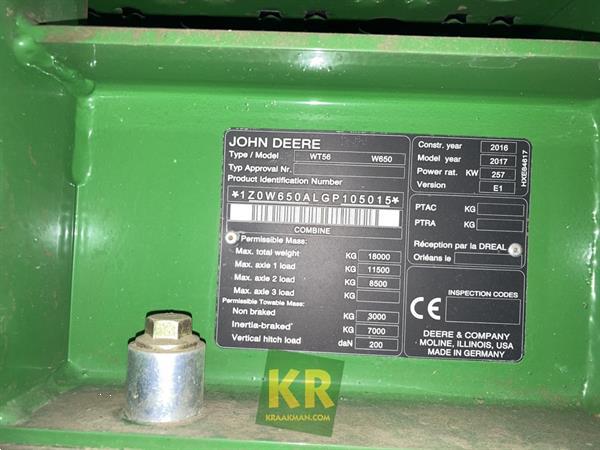 JOHN DEERE
Type / Model WT56 W650
Typ Approval Nr.
Product Identification Number
*1Z0W650ALGP105015*
COMBINE
Permissible Mass:
Max. total weight KG 18000
Max. axle 1 load KG 11500
Max. axle 2 load KG 8500
Max. axle 3 load KG
Permissible Towable Mass:
Non braked KG 3000
Inertia-braked KG 7000
Vertical hitch load daN 200
Constr. year 2016
Model year 2017
Power rat. KW 257
Version E1
HXE84617
PTAC KG
PTRA KG
Réception par la DREAL
Orléans le
CE
INSPECTION CODES
DEERE & COMPANY
MOLINE, ILLINOIS, USA
MADE IN GERMANY
KR
KRAAKMAN.COM